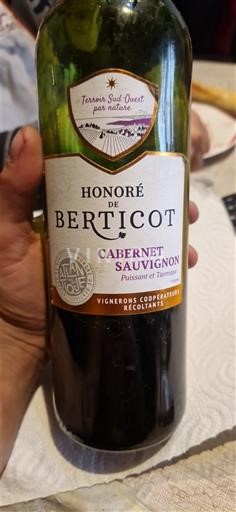 Terroir Sud-Ouest
par nature
HONORÉ
DE
BERTICOT
CABERNET
SAUVIGNON
Puissant et Tannique
VIGNERONS COOPÉRATEURS
RÉCOLTANTS